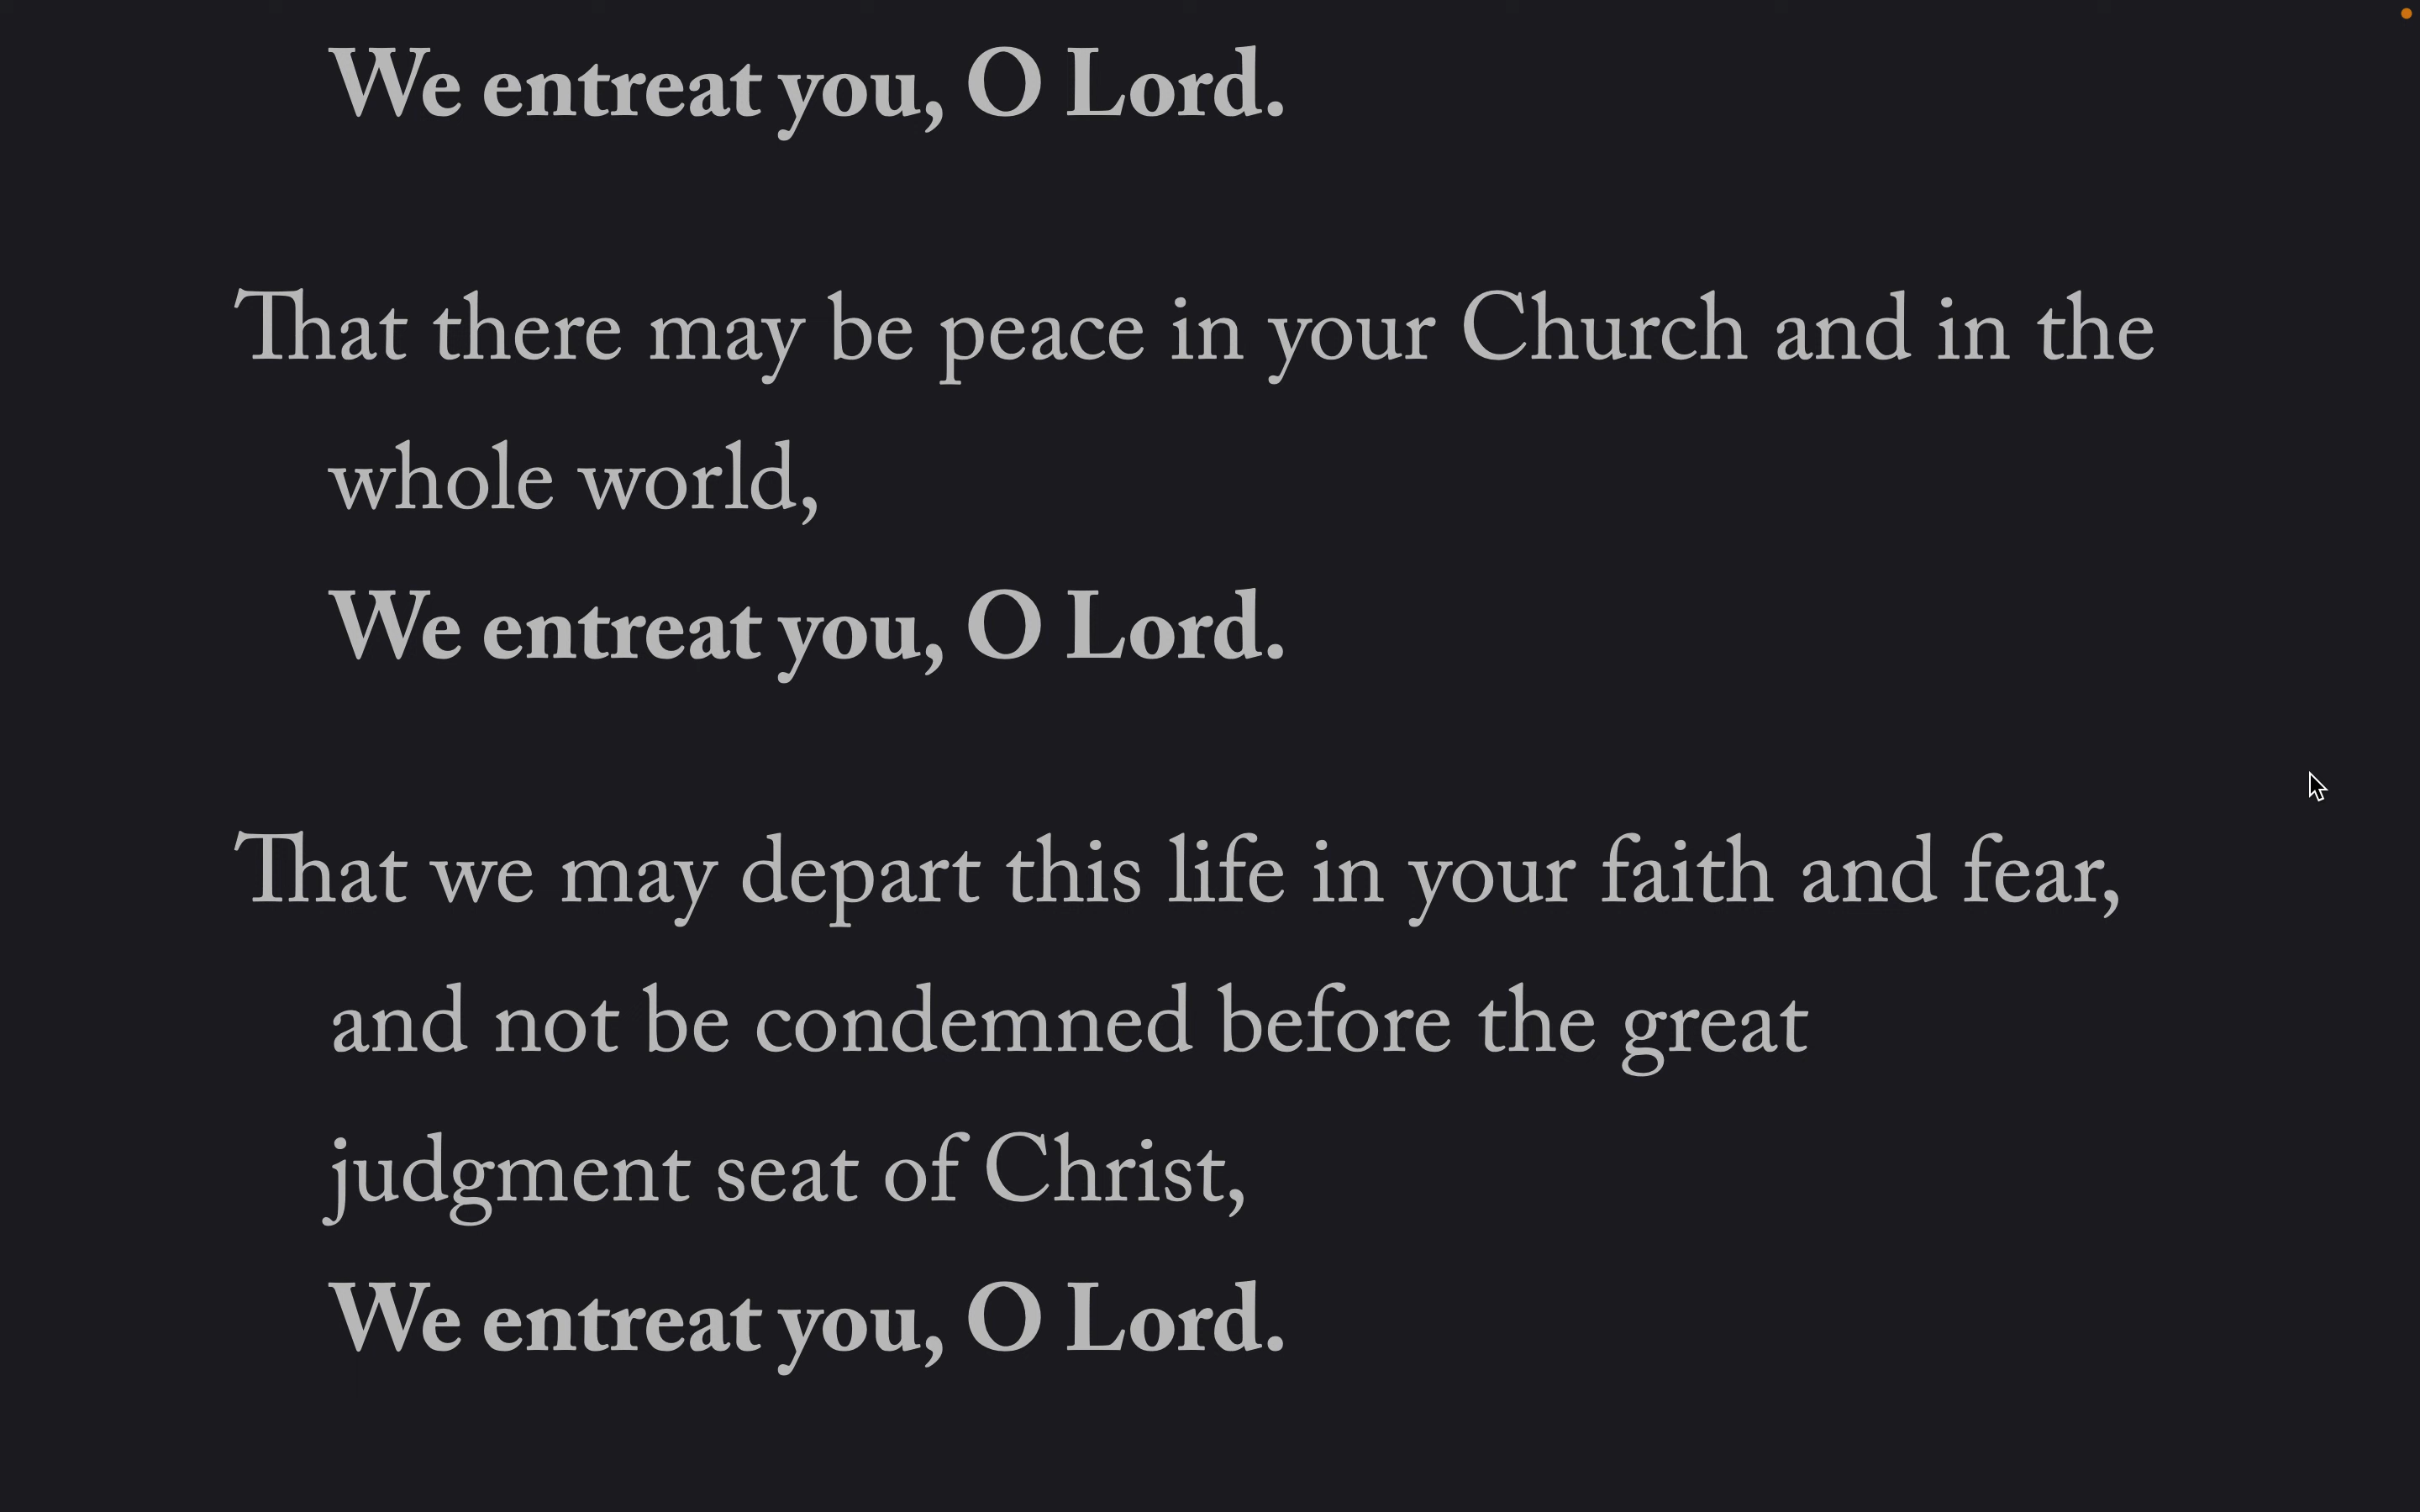 We entreat you, O Lord.
That there may be peace in your Church and in the
whole world,
We entreat you, O Lord.
That we may depart this life in your faith and fear,
and not be condemned before the great
judgment seat of Christ,
We entreat you, O Lord.